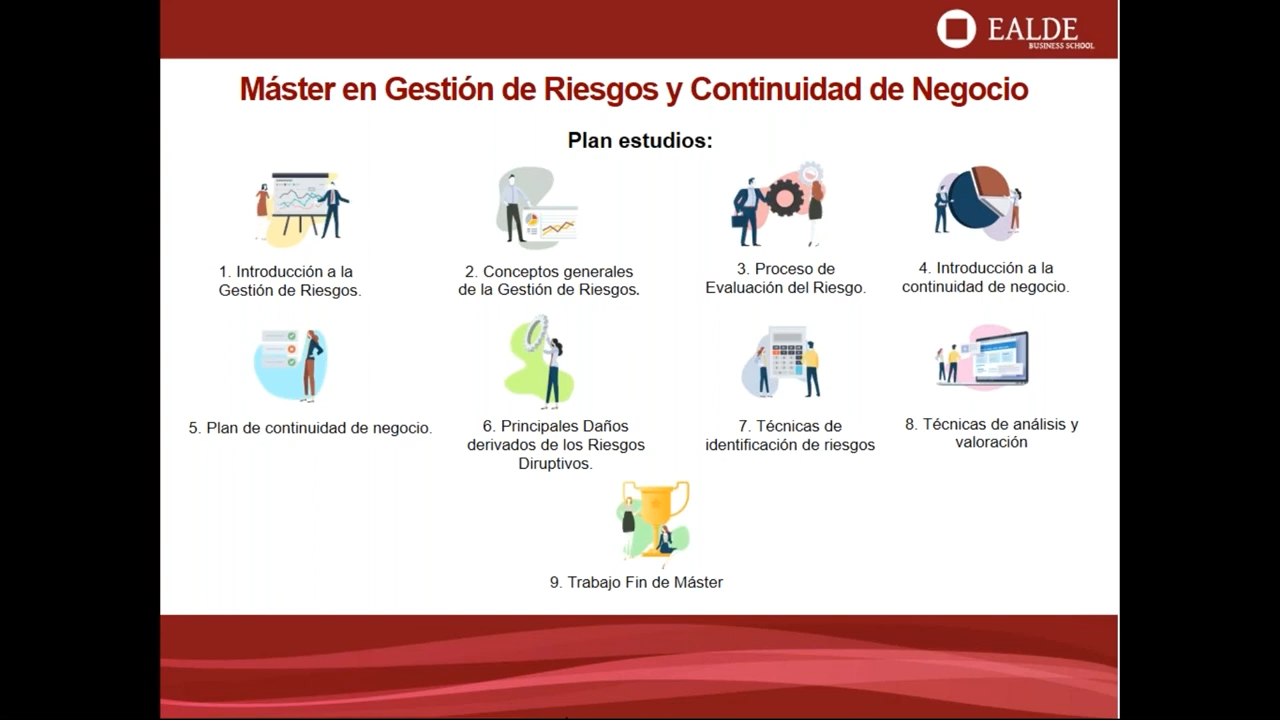 EALDE
BUSINESS SCHOOL
Máster en Gestión de Riesgos y Continuidad de Negocio
Plan estudios:
1. Introducción a la
Gestión de Riesgos.
2. Conceptos generales
de la Gestión de Riesgos.
3. Proceso de
Evaluación del Riesgo.
4. Introducción a la
continuidad de negocio.
5. Plan de continuidad de negocio.
6. Principales Daños
derivados de los Riesgos
Diruptivos.
7. Técnicas de
identificación de riesgos
8. Técnicas de análisis y
valoración
9. Trabajo Fin de Máster